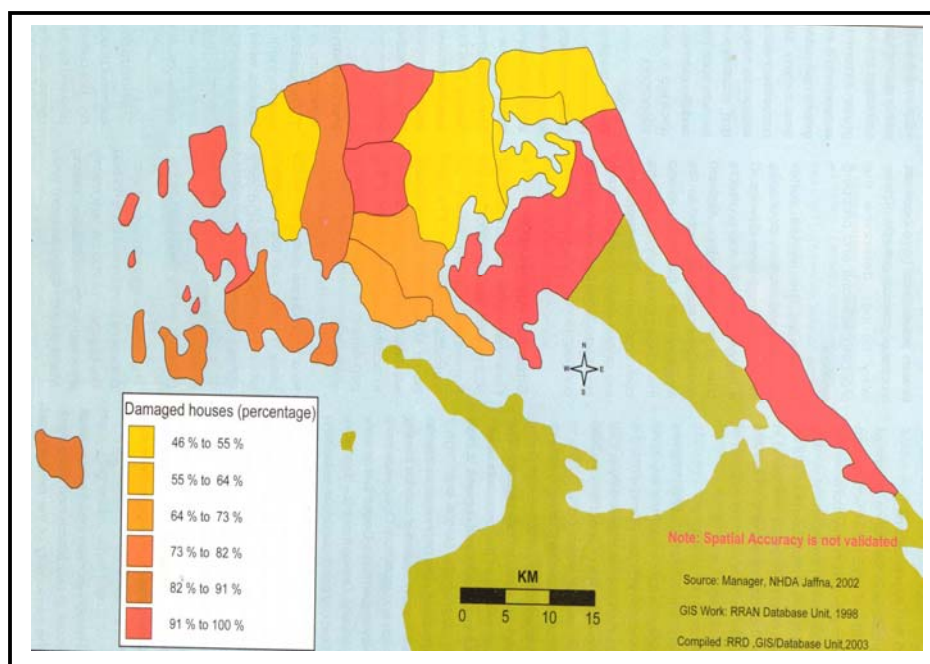 N
W E
S
Damaged houses (percentage)
46 % to 55 %
55 % to 64 %
64 % to 73 %
73 % to 82 %
82 % to 91 %
91 % to 100 %
Note: Spatial Accuracy is not validated
KM
0 5 10 15
Source: Manager, NHDA Jaffna, 2002
GIS Work: RRAN Database Unit, 1998
Compiled :RRD ,GIS/Database Unit,2003